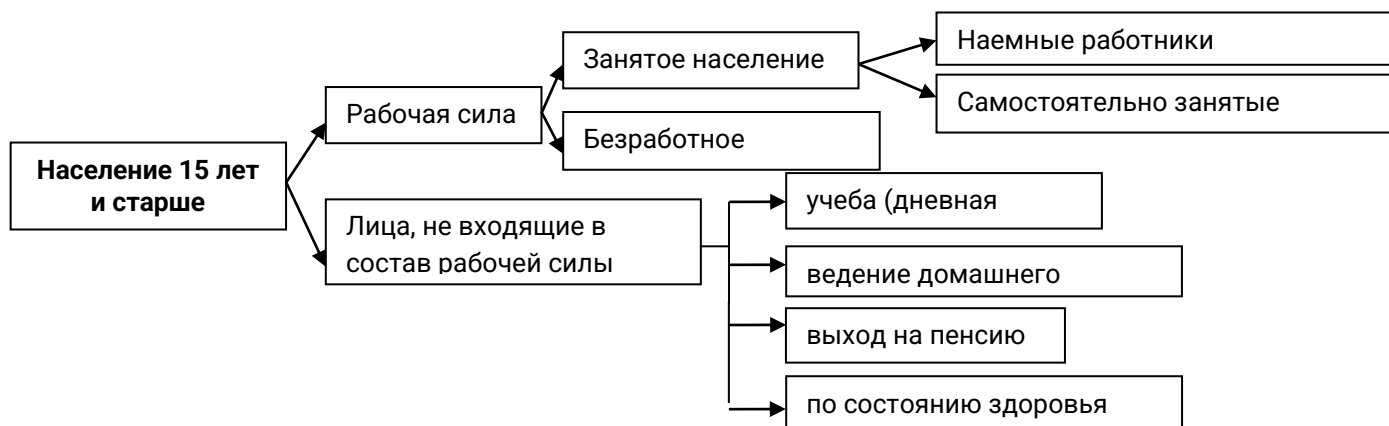 Население 15 лет
и старше
Рабочая сила
Занятое население
Наемные работники
Самостоятельно занятые
Безработное
Лица, не входящие в
состав рабочей силы
учеба (дневная
ведение домашнего
выход на пенсию
по состоянию здоровья